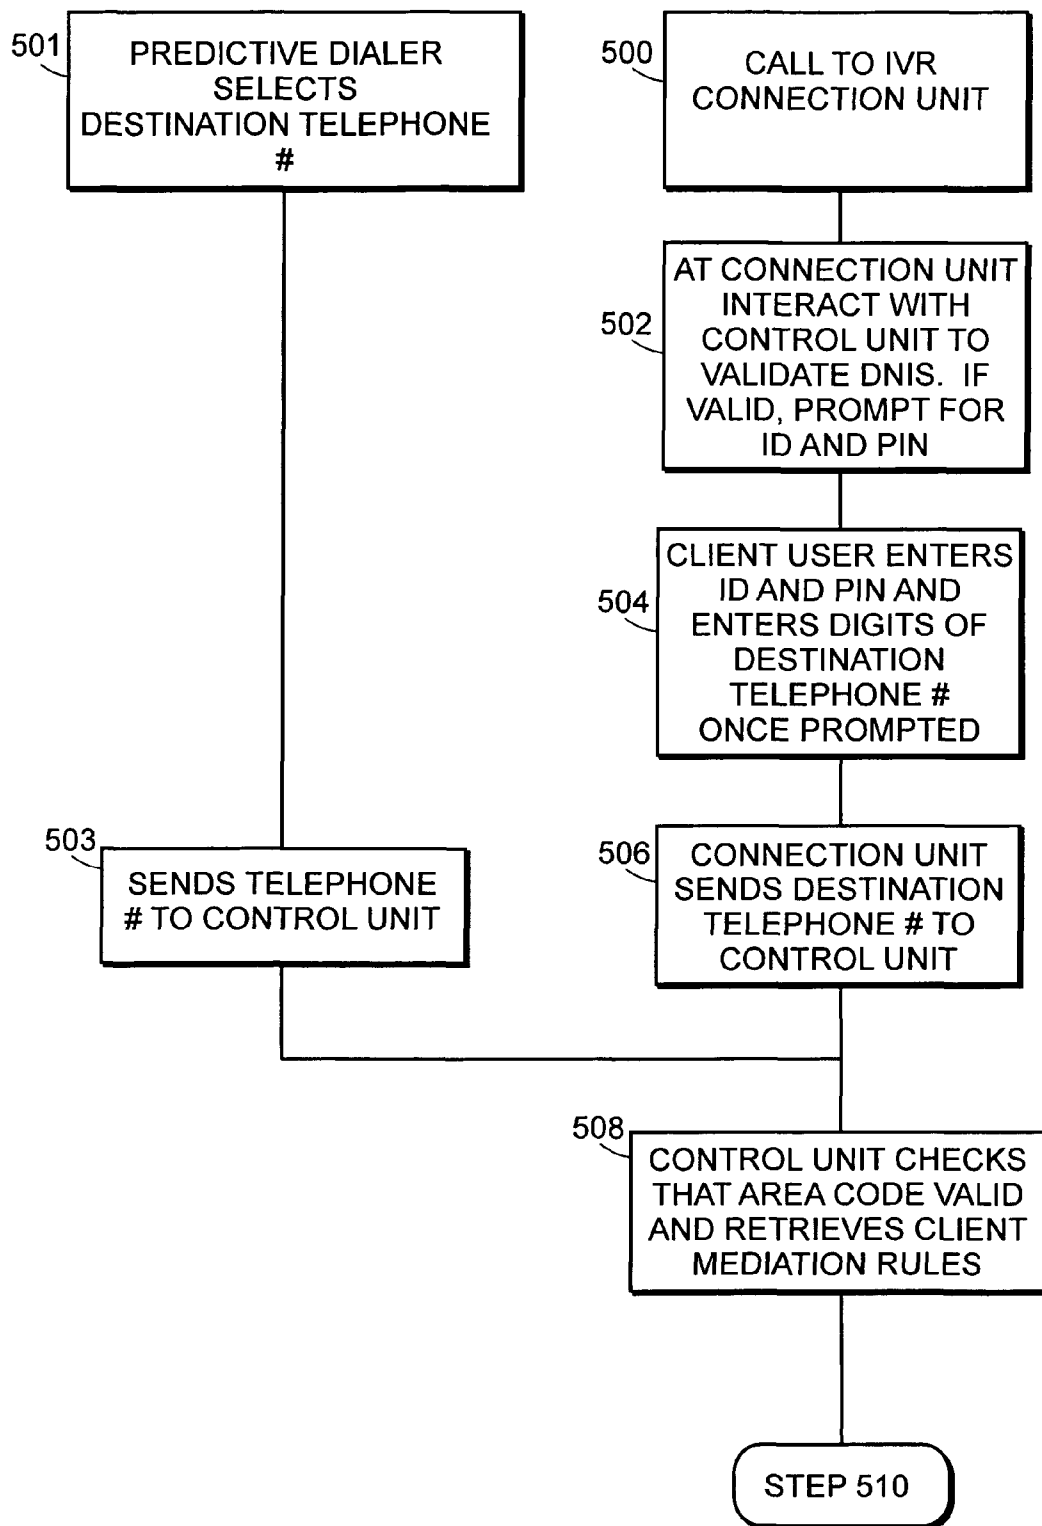 501
PREDICTIVE DIALER
SELECTS
DESTINATION TELEPHONE
#
500
CALL TO IVR
CONNECTION UNIT
502
AT CONNECTION UNIT
INTERACT WITH
CONTROL UNIT TO
VALIDATE DNIS. IF
VALID, PROMPT FOR
ID AND PIN
504
CLIENT USER ENTERS
ID AND PIN AND
ENTERS DIGITS OF
DESTINATION
TELEPHONE #
ONCE PROMPTED
503
SENDS TELEPHONE
# TO CONTROL UNIT
506
CONNECTION UNIT
SENDS DESTINATION
TELEPHONE # TO
CONTROL UNIT
508
CONTROL UNIT CHECKS
THAT AREA CODE VALID
AND RETRIEVES CLIENT
MEDIATION RULES
STEP 510